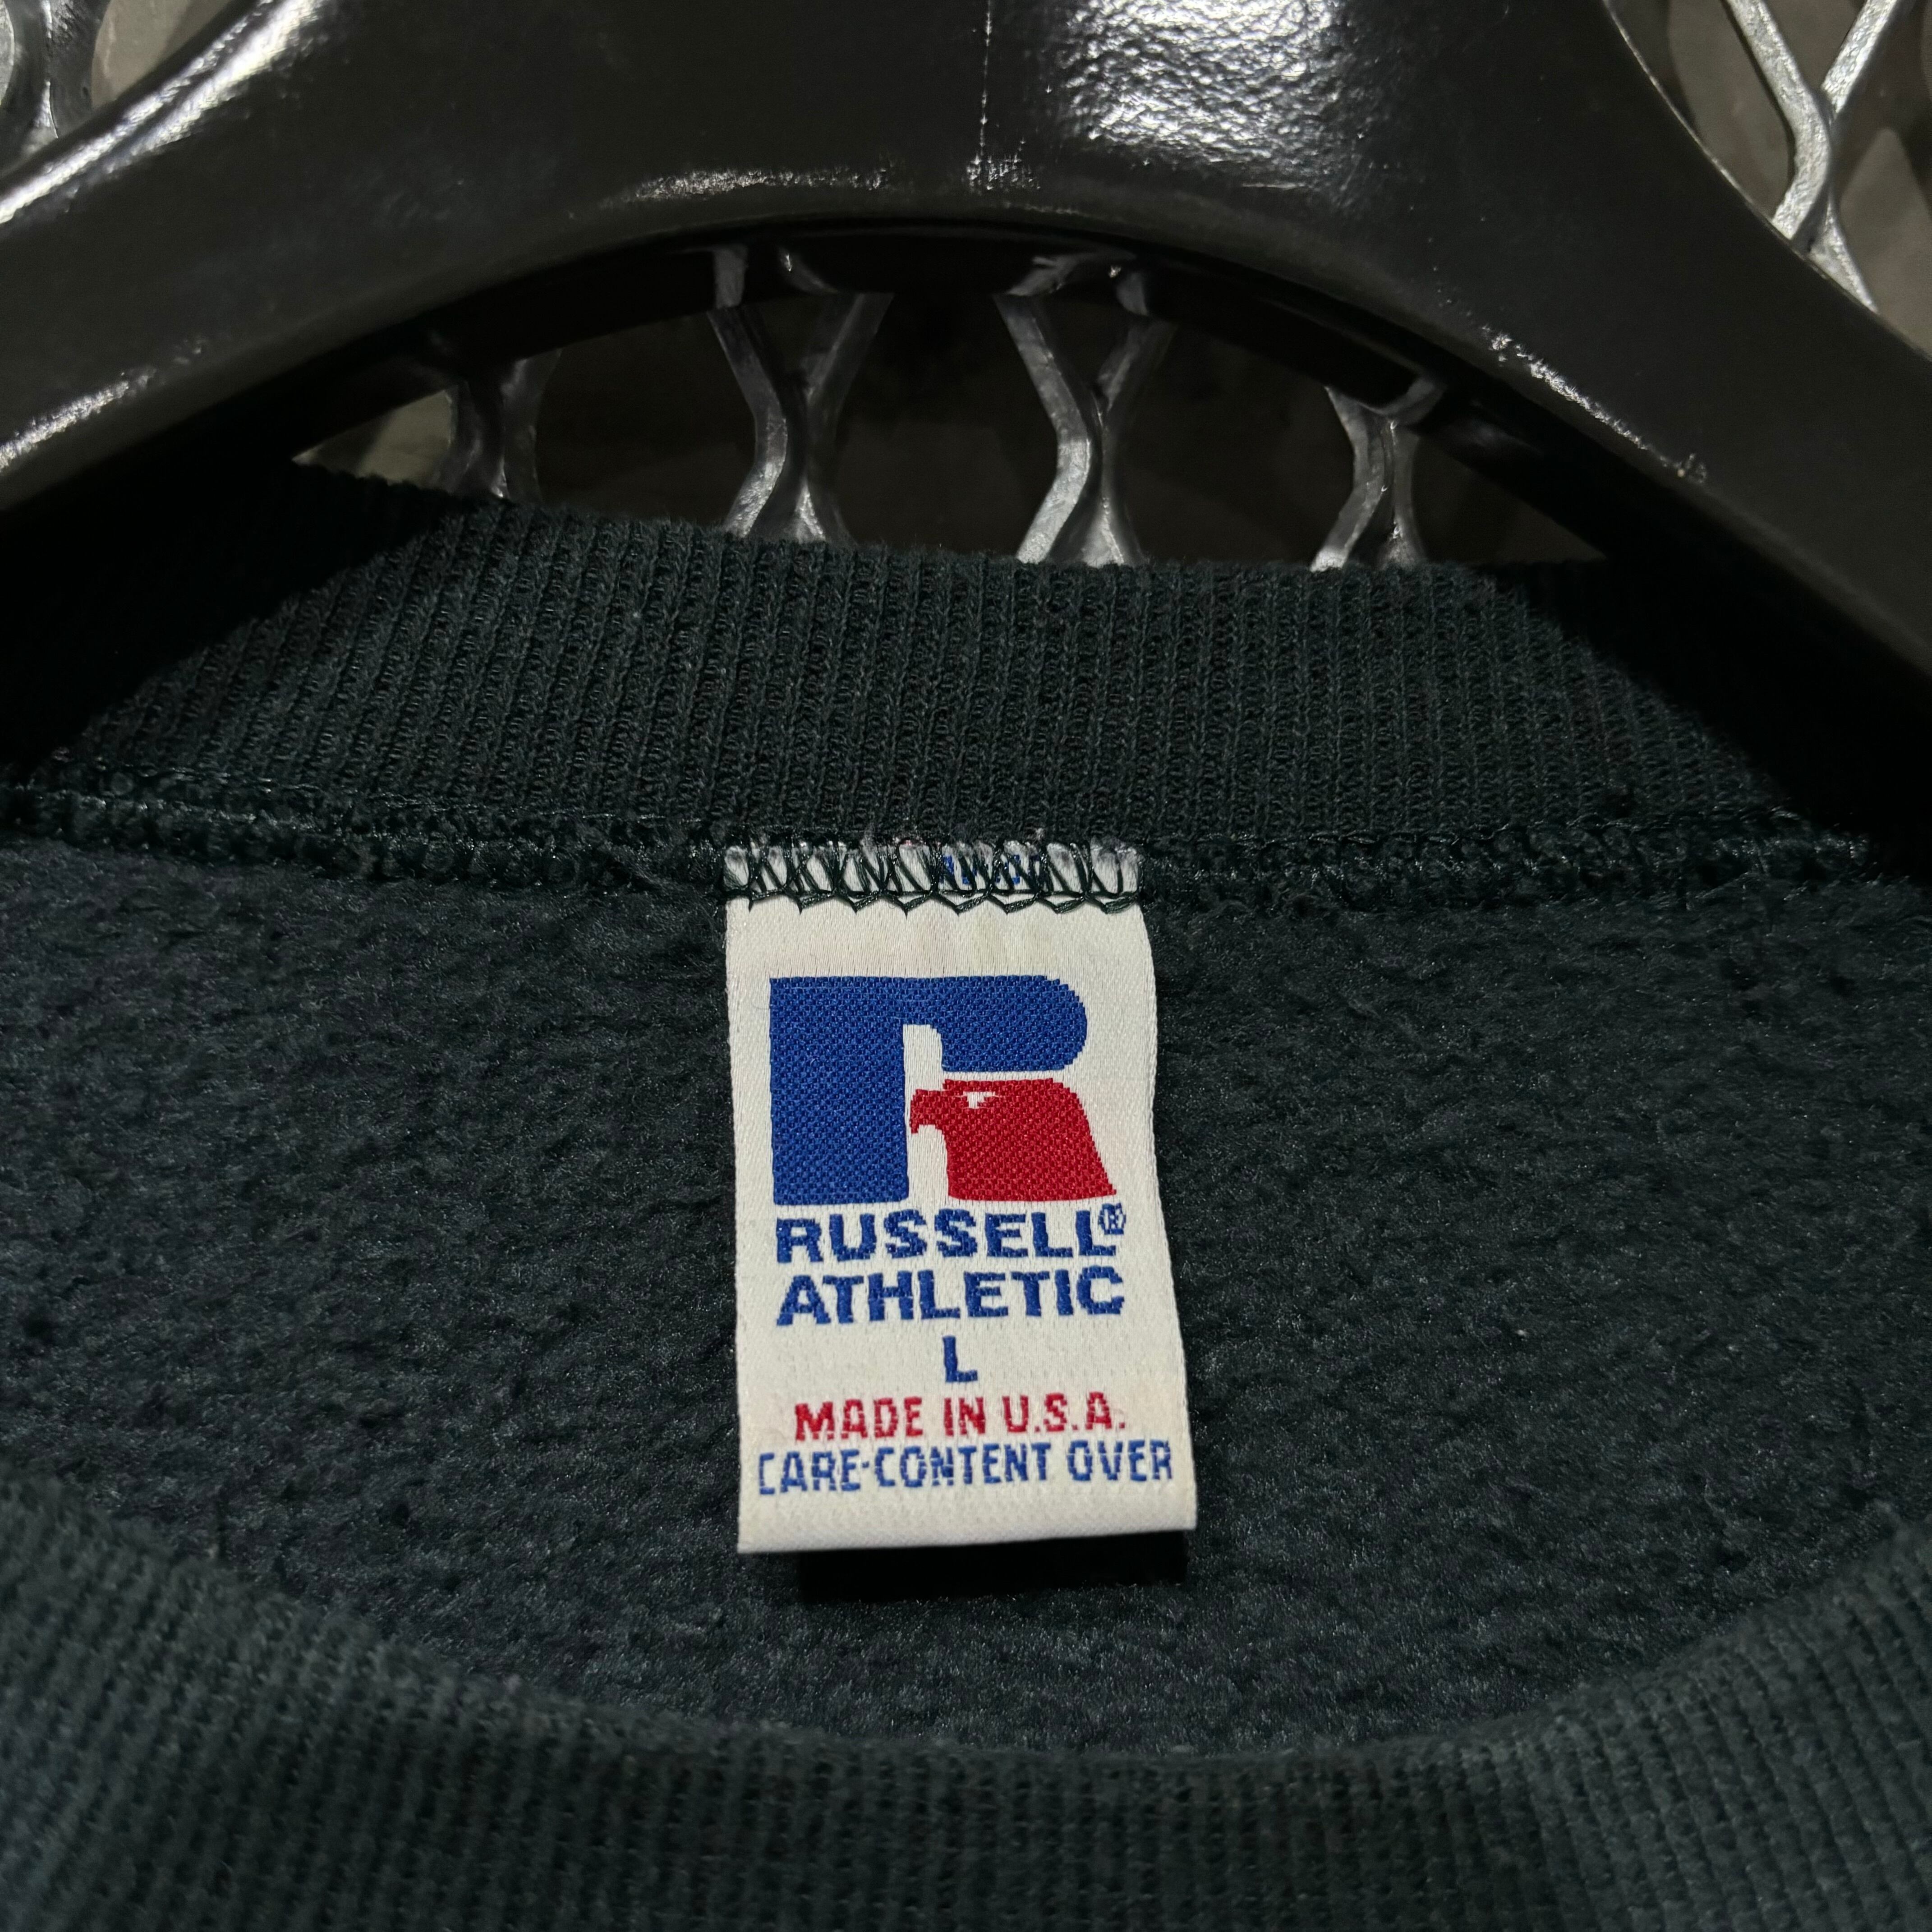 RUSSELL®
ATHLETIC
L
MADE IN U.S.A.
CARE-CONTENT OVER